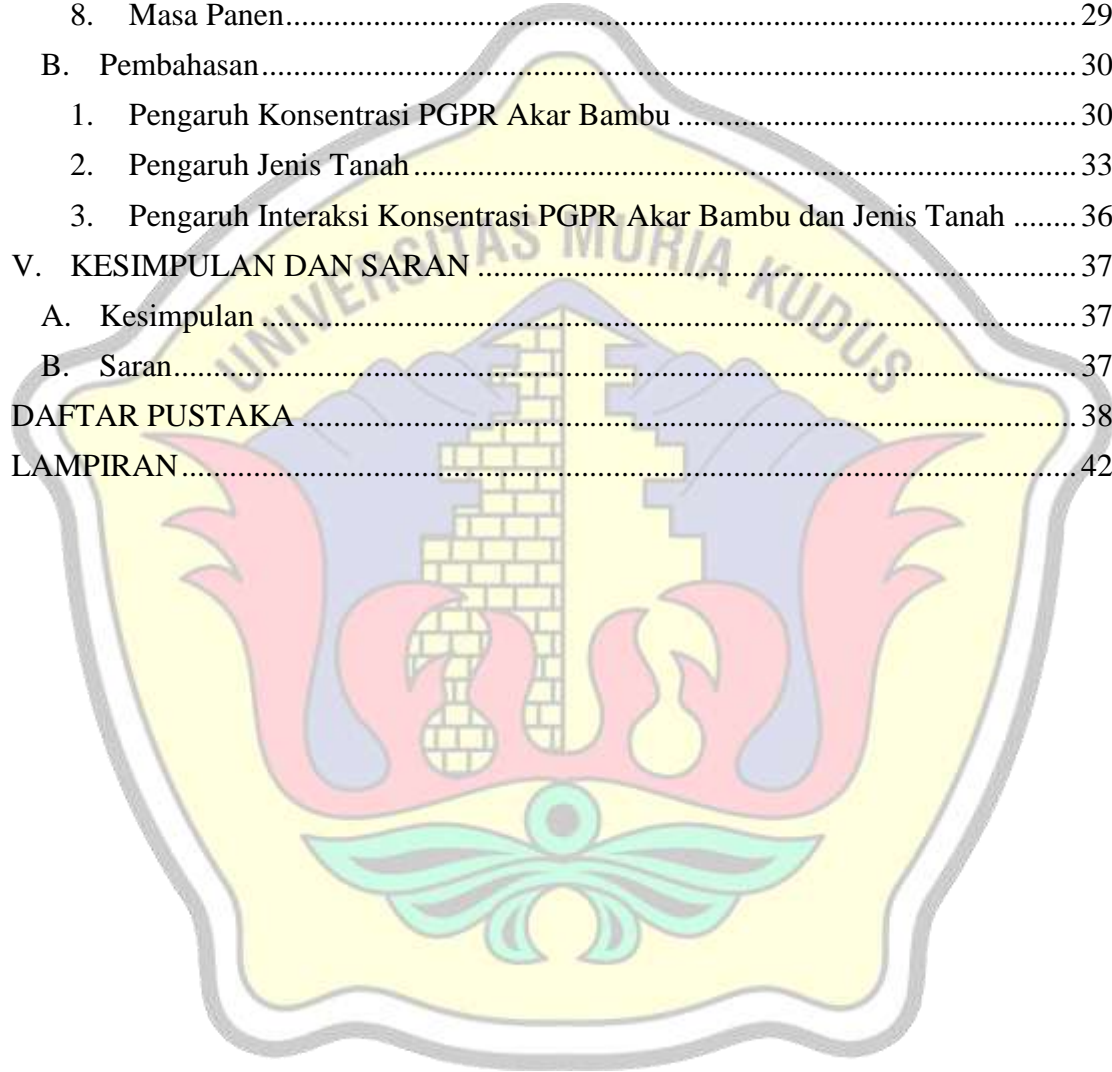 8. Masa Panen.......................................................................................................... 29
B. Pembahasan............................................................................................................. 30
1. Pengaruh Konsentrasi PGPR Akar Bambu ..................................................... 30
2. Pengaruh Jenis Tanah........................................................................................ 33
3. Pengaruh Interaksi Konsentrasi PGPR Akar Bambu dan Jenis Tanah ........ 36
V. KESIMPULAN DAN SARAN ................................................................................ 37
A. Kesimpulan ............................................................................................................. 37
B. Saran........................................................................................................................ 37
DAFTAR PUSTAKA ..................................................................................................... 38
LAMPIRAN.................................................................................................................... 42
UNIVERSITAS MURIA KUDUS